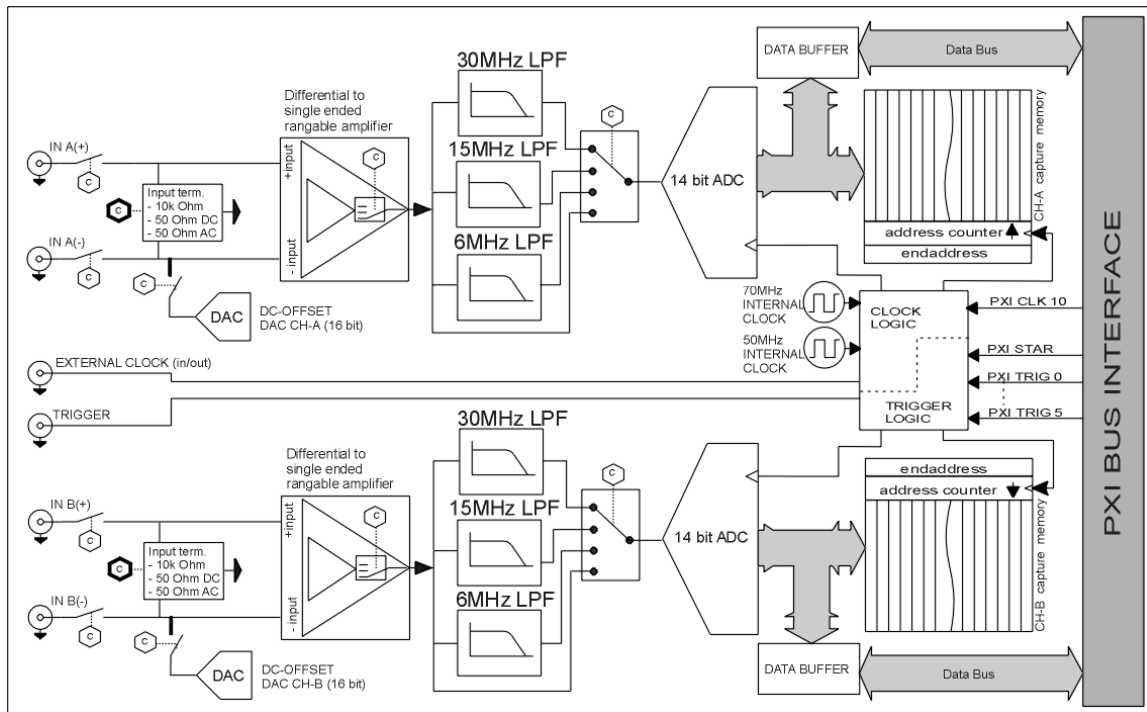 DATA BUFFER
Data Bus
30MHz LPF
Differential to
single ended
rangable amplifier
IN A(+)
C
+input
C
C
15MHz LPF
14 bit ADC
CH-A capture memory
Input term.
- 10k Ohm
- 50 Ohm DC
- 50 Ohm AC
C
address counter
endaddress
IN A(-)
C
- input
6MHz LPF
C
DAC
DC-OFFSET
DAC CH-A (16 bit)
70MHz
INTERNAL
CLOCK
CLOCK
LOGIC
PXI CLK 10
50MHz
INTERNAL
CLOCK
PXI STAR
EXTERNAL CLOCK (in/out)
PXI TRIG 0
TRIGGER
TRIGGER
LOGIC
PXI TRIG 5
PXI BUS INTERFACE
30MHz LPF
Differential to
single ended
rangable amplifier
endaddress
address counter
IN B(+)
C
+input
C
C
15MHz LPF
14 bit ADC
CH-B capture memory
Input term.
- 10k Ohm
- 50 Ohm DC
- 50 Ohm AC
C
IN B(-)
C
- input
6MHz LPF
C
DAC
DC-OFFSET
DAC CH-B (16 bit)
DATA BUFFER
Data Bus